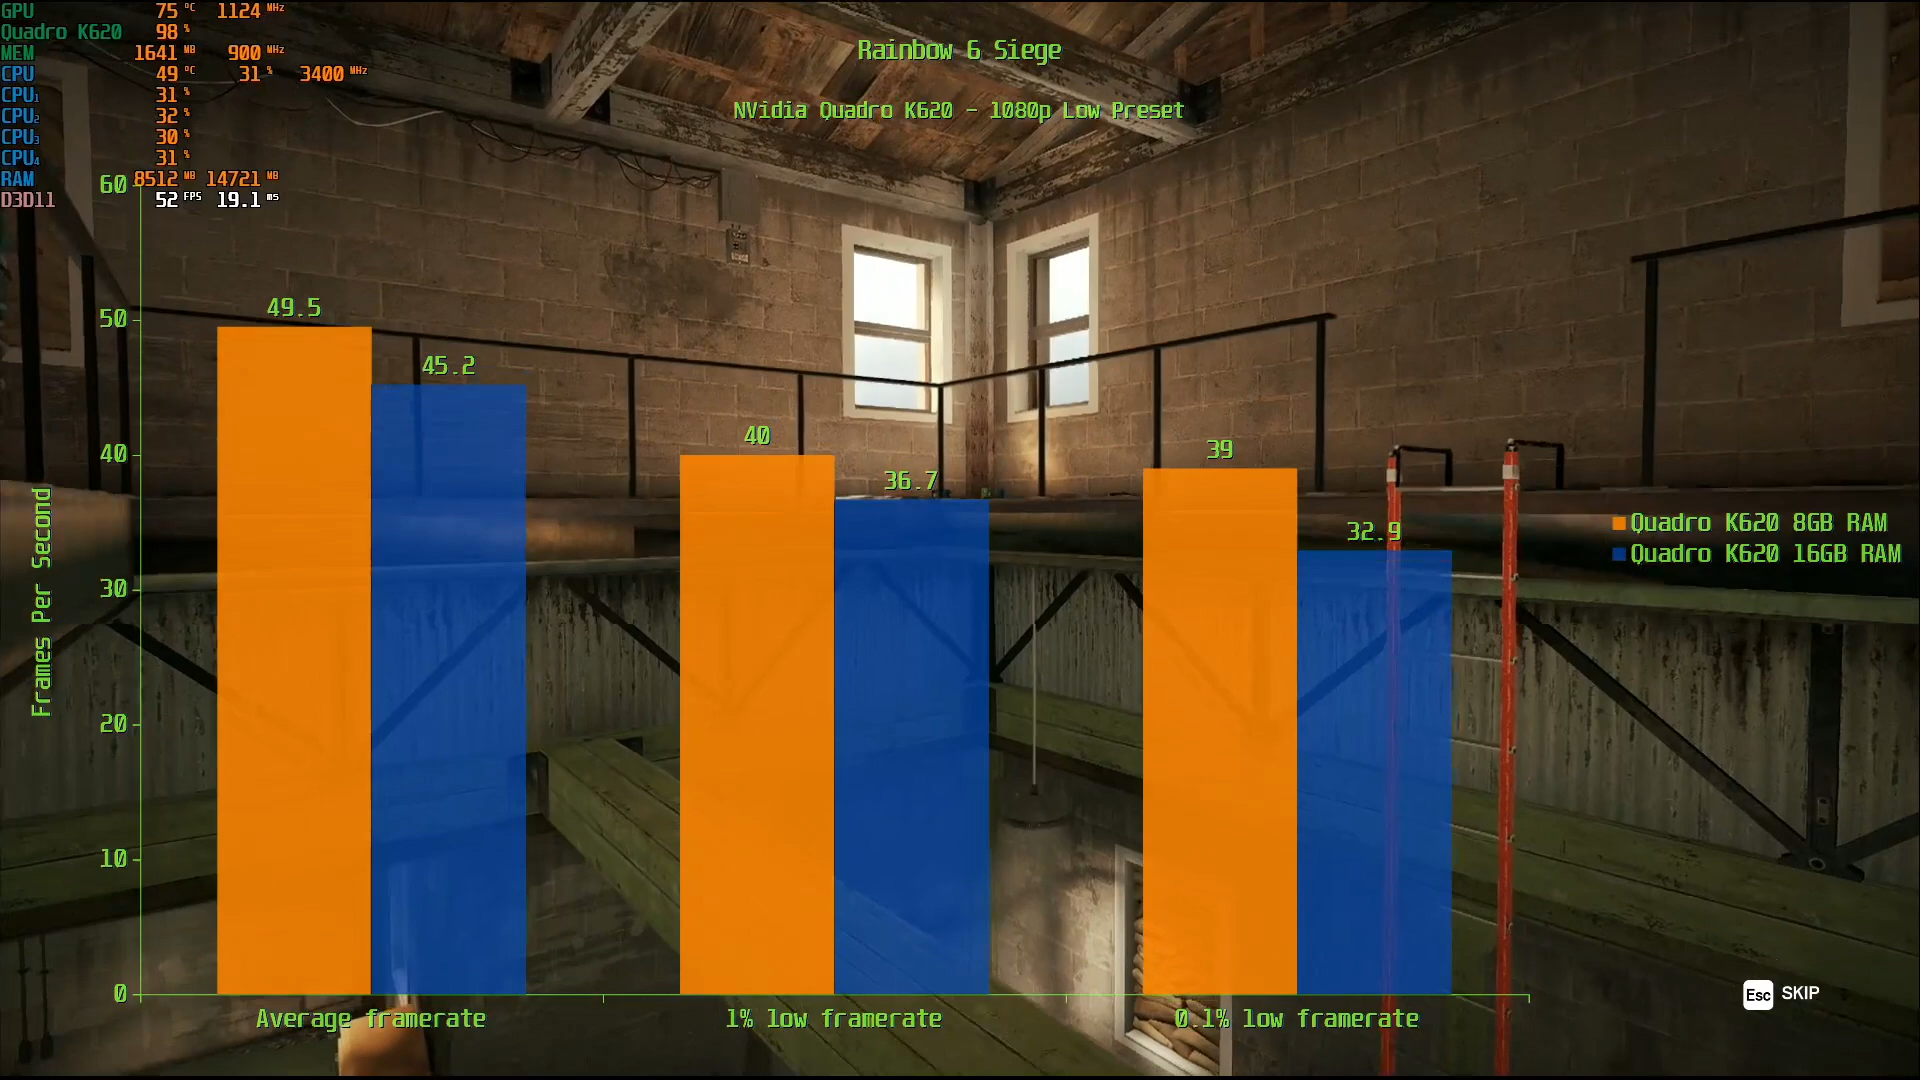 GPU 75 °C 1124 MHz
Quadro K620 98 %
MEM 1641 MB 900 MHz
CPU 49 °C 31 % 3400 MHz
CPU1 31 %
CPU2 32 %
CPU3 30 %
CPU4 31 %
RAM 8512 MB 14721 MB
D3D11 52 FPS 19.1 ms
Rainbow 6 Siege
NVidia Quadro K620 - 1080p Low Preset
60
50
40
30
20
10
0
Frames Per Second
49.5
45.2
40
36.7
39
32.9
Quadro K620 8GB RAM
Quadro K620 16GB RAM
Average framerate
1% low framerate
0.1% low framerate
Esc SKIP